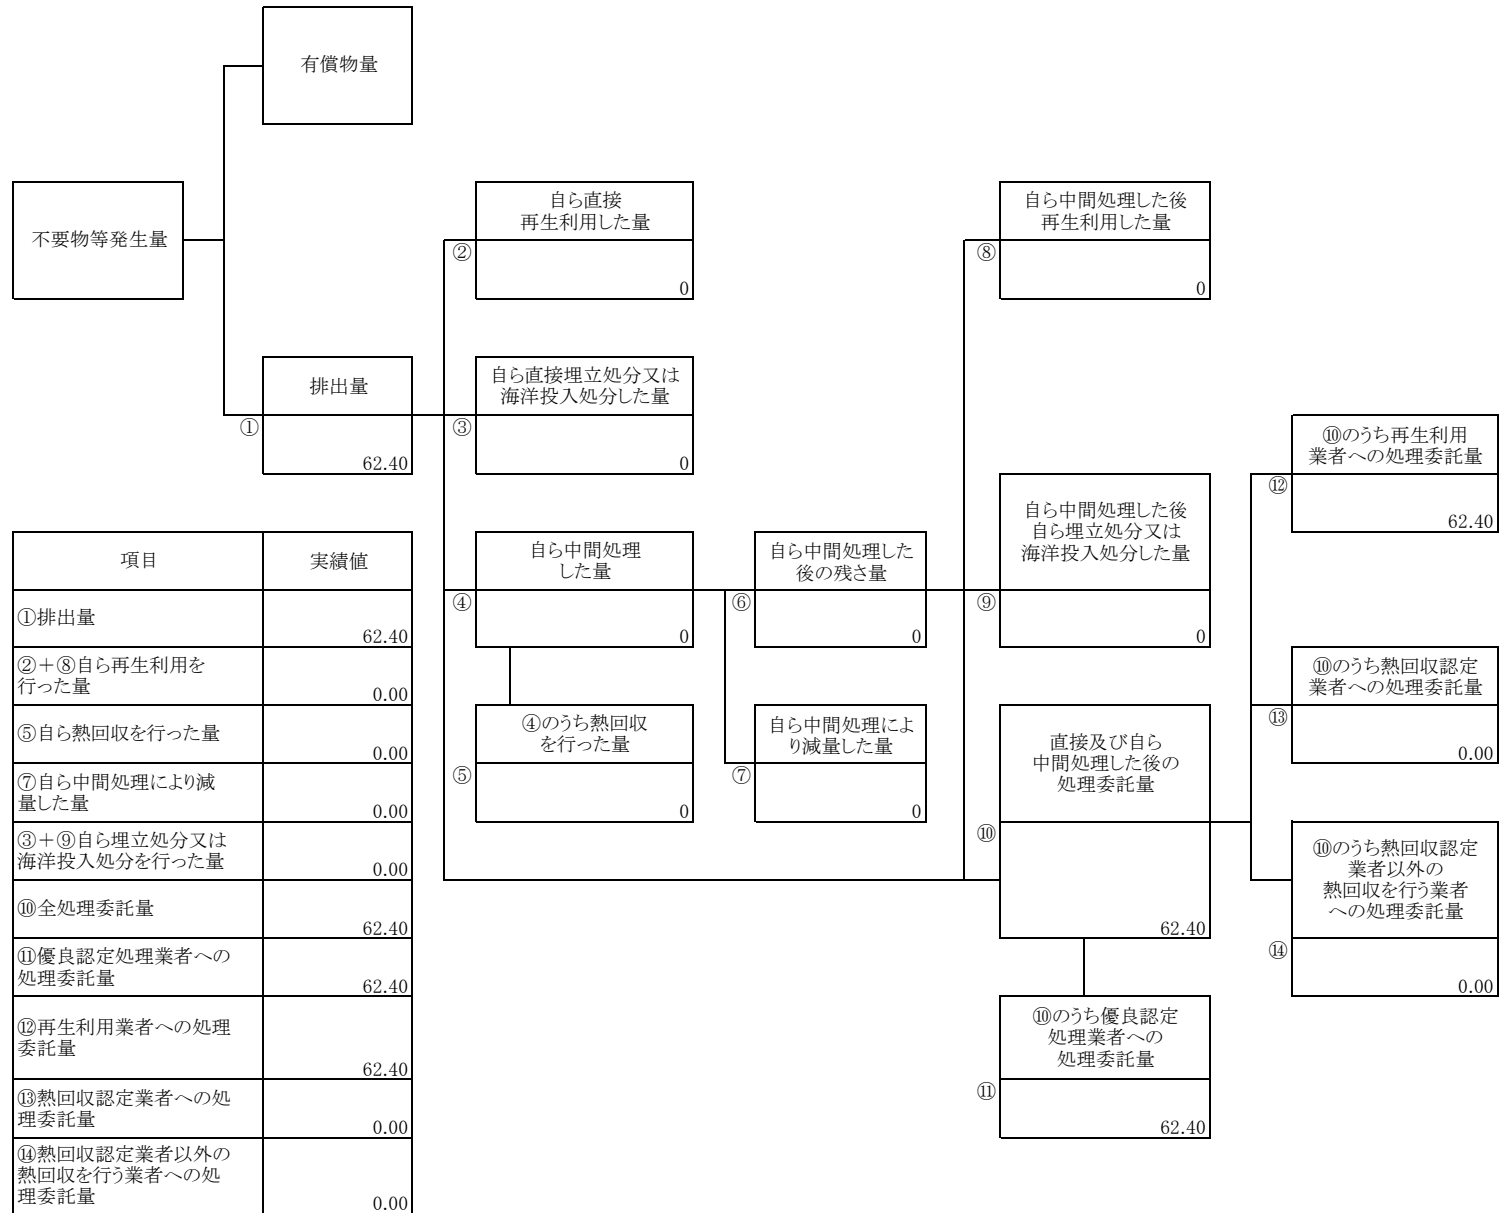 有償物量
不要物等発生量
自ら直接
再生利用した量
②
0
自ら中間処理した後
再生利用した量
⑧
0
排出量
①
62.40
自ら直接埋立処分又は
海洋投入処分した量
③
0
⑩のうち再生利用
業者への処理委託量
⑫
62.40
自ら中間処理
した量
④
0
自ら中間処理した
後の残さ量
⑥
0
自ら中間処理した後
自ら埋立処分又は
海洋投入処分した量
⑨
0
⑩のうち熱回収認定
業者への処理委託量
⑬
0.00
④のうち熱回収
を行った量
⑤
0
自ら中間処理によ
り減量した量
⑦
0
直接及び自ら
中間処理した後の
処理委託量
⑩
62.40
⑩のうち熱回収認定
業者以外の
熱回収を行う業者
への処理委託量
⑭
0.00
⑩のうち優良認定
処理業者への
処理委託量
⑪
62.40
項目
実績値
①排出量
62.40
②＋⑧自ら再生利用を
行った量
0.00
⑤自ら熱回収を行った量
0.00
⑦自ら中間処理により減
量した量
0.00
③＋⑨自ら埋立処分又は
海洋投入処分を行った量
0.00
⑩全処理委託量
62.40
⑪優良認定処理業者への
処理委託量
62.40
⑫再生利用業者への処理
委託量
62.40
⑬熱回収認定業者への処
理委託量
0.00
⑭熱回収認定業者以外の
熱回収を行う業者への処
理委託量
0.00